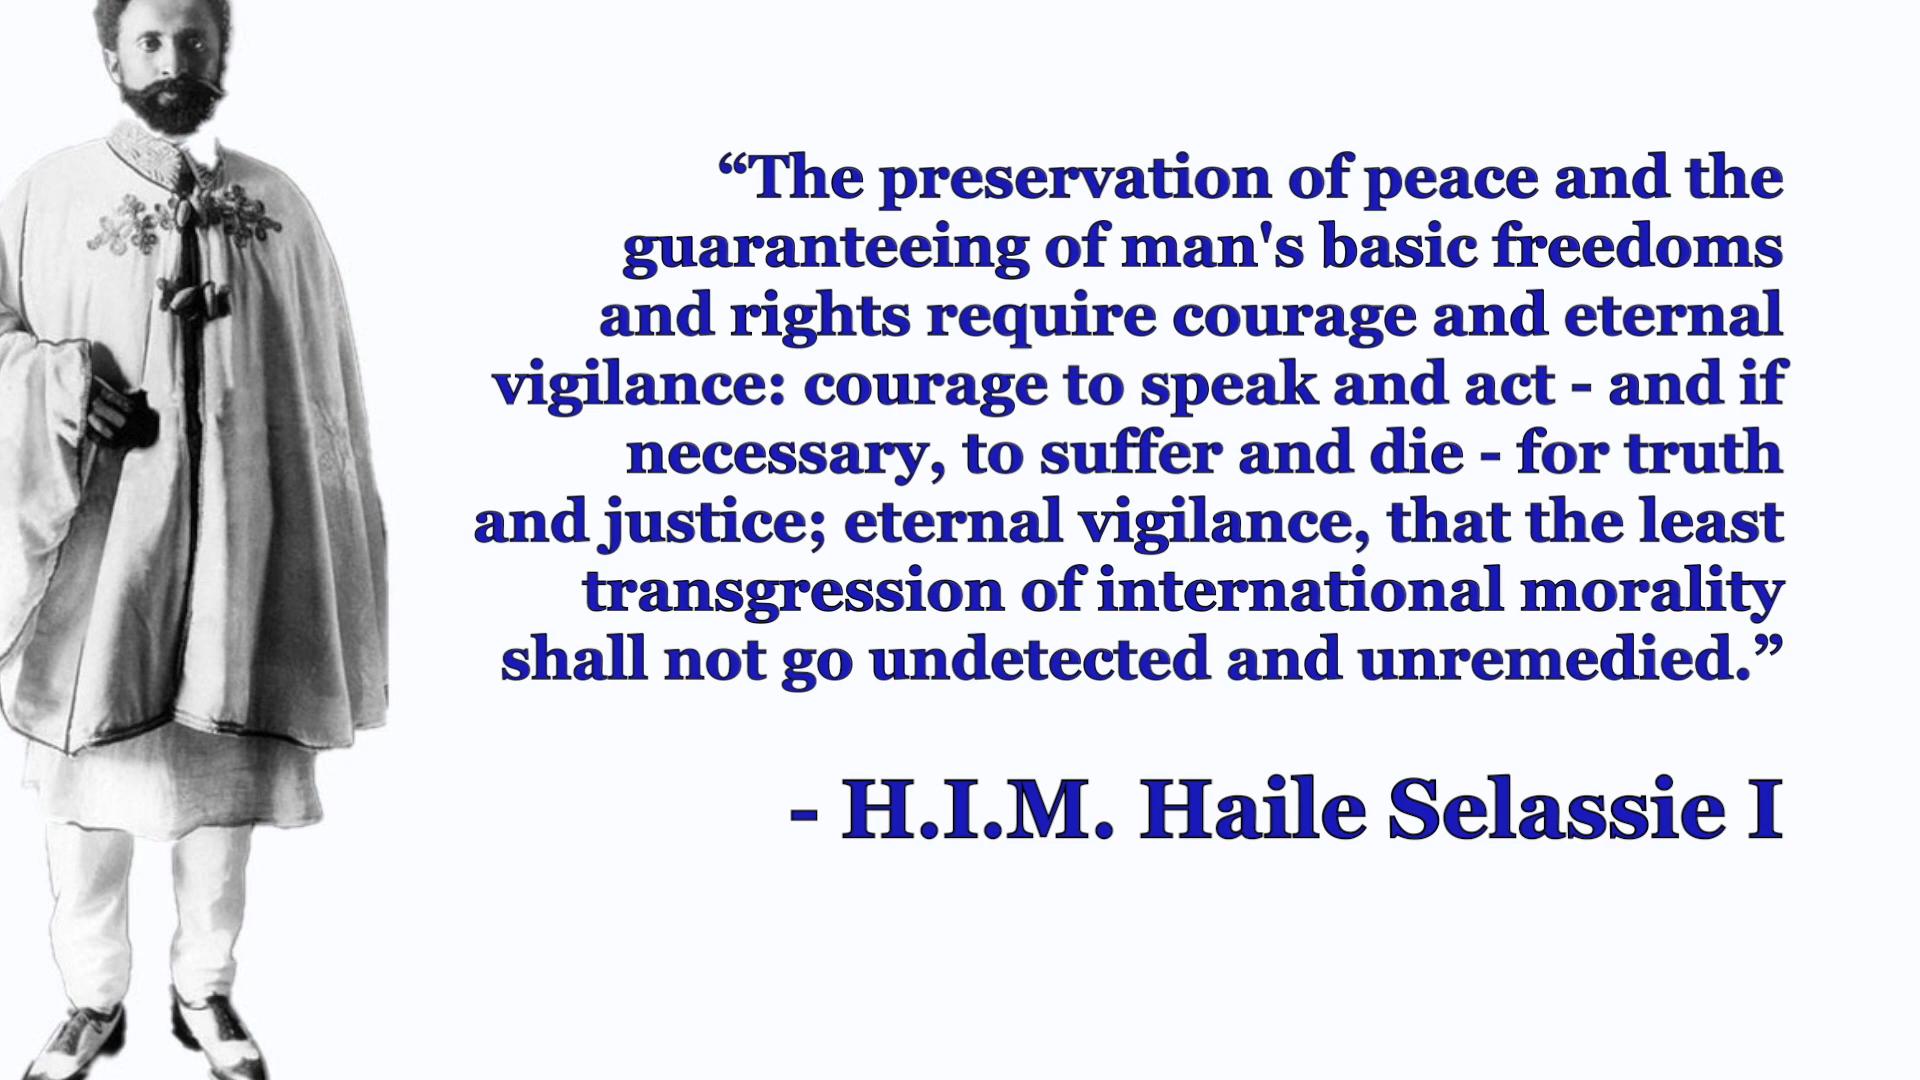 “The preservation of peace and the
guaranteeing of man's basic freedoms
and rights require courage and eternal
vigilance: courage to speak and act - and if
necessary, to suffer and die - for truth
and justice; eternal vigilance, that the least
transgression of international morality
shall not go undetected and unremedied.”
- H.I.M. Haile Selassie I